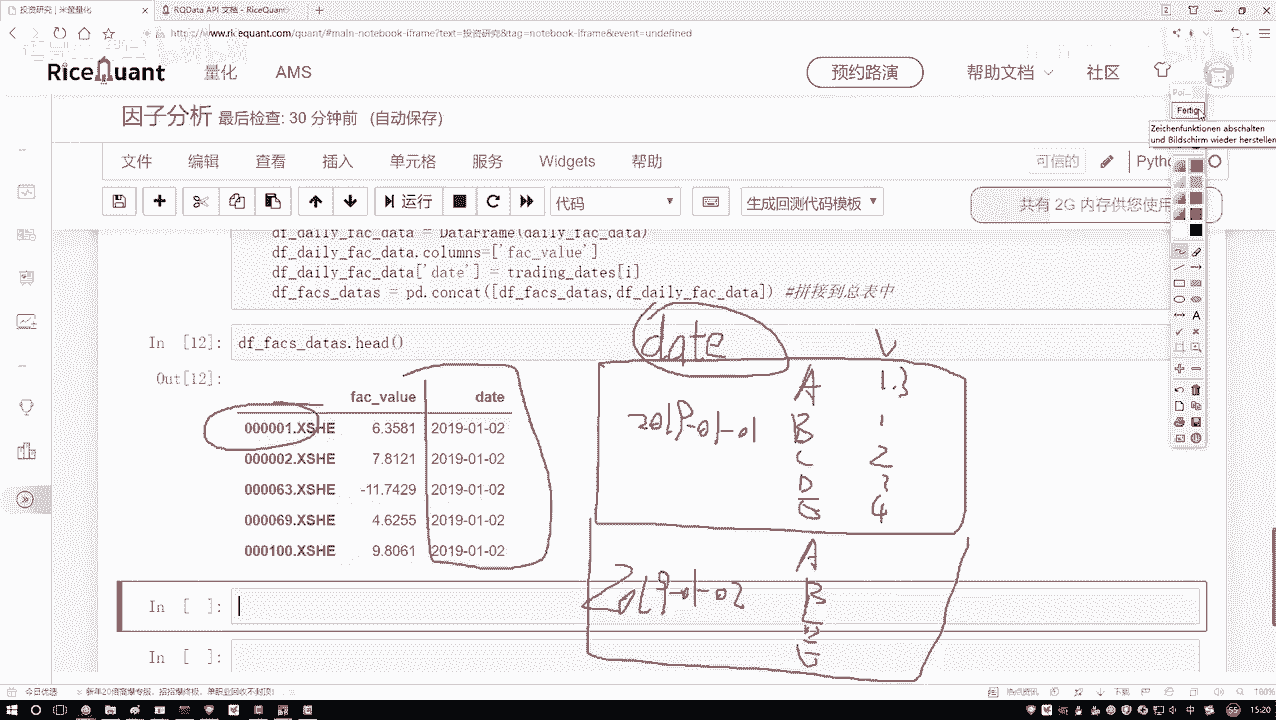 投资研究 | 米筐量化
RQData API 文档 - RiceQuant
www.ricequant.com/quant/#main-notebook-iframe?text=投资研究&tag=notebook-iframe&event=undefined
RiceQuant
量化
AMS
预约路演
帮助文档
社区
因子分析 最后检查: 30 分钟前 (自动保存)
Fertig
Zeichenfunktionen abschalten
und Bildschirm wieder herstellen
文件 编辑 查看 插入 单元格 服务 Widgets 帮助
可信的
运行
代码
生成回测代码模板
共有 2G 内存供您使用
df_daily_fac_data = DataFrame(daily_fac_data)
df_daily_fac_data.columns=['fac_value']
df_daily_fac_data['date'] = trading_dates[i]
df_facs_datas = pd.concat([df_facs_datas,df_daily_fac_data]) #拼接到总表中
In [12]: df_facs_datas.head()
Out[12]:
fac_value date
000001.XSHE 6.3581 2019-01-02
000002.XSHE 7.8121 2019-01-02
000063.XSHE -11.7429 2019-01-02
000069.XSHE 4.6255 2019-01-02
000100.XSHE 9.8061 2019-01-02
date V
A 1.3
2019-01-01 B 1
C 2
D 3
G 4
A
2019-01-02 B
G
In [ ]:
In [ ]:
今日优选
下载
160%
15:20